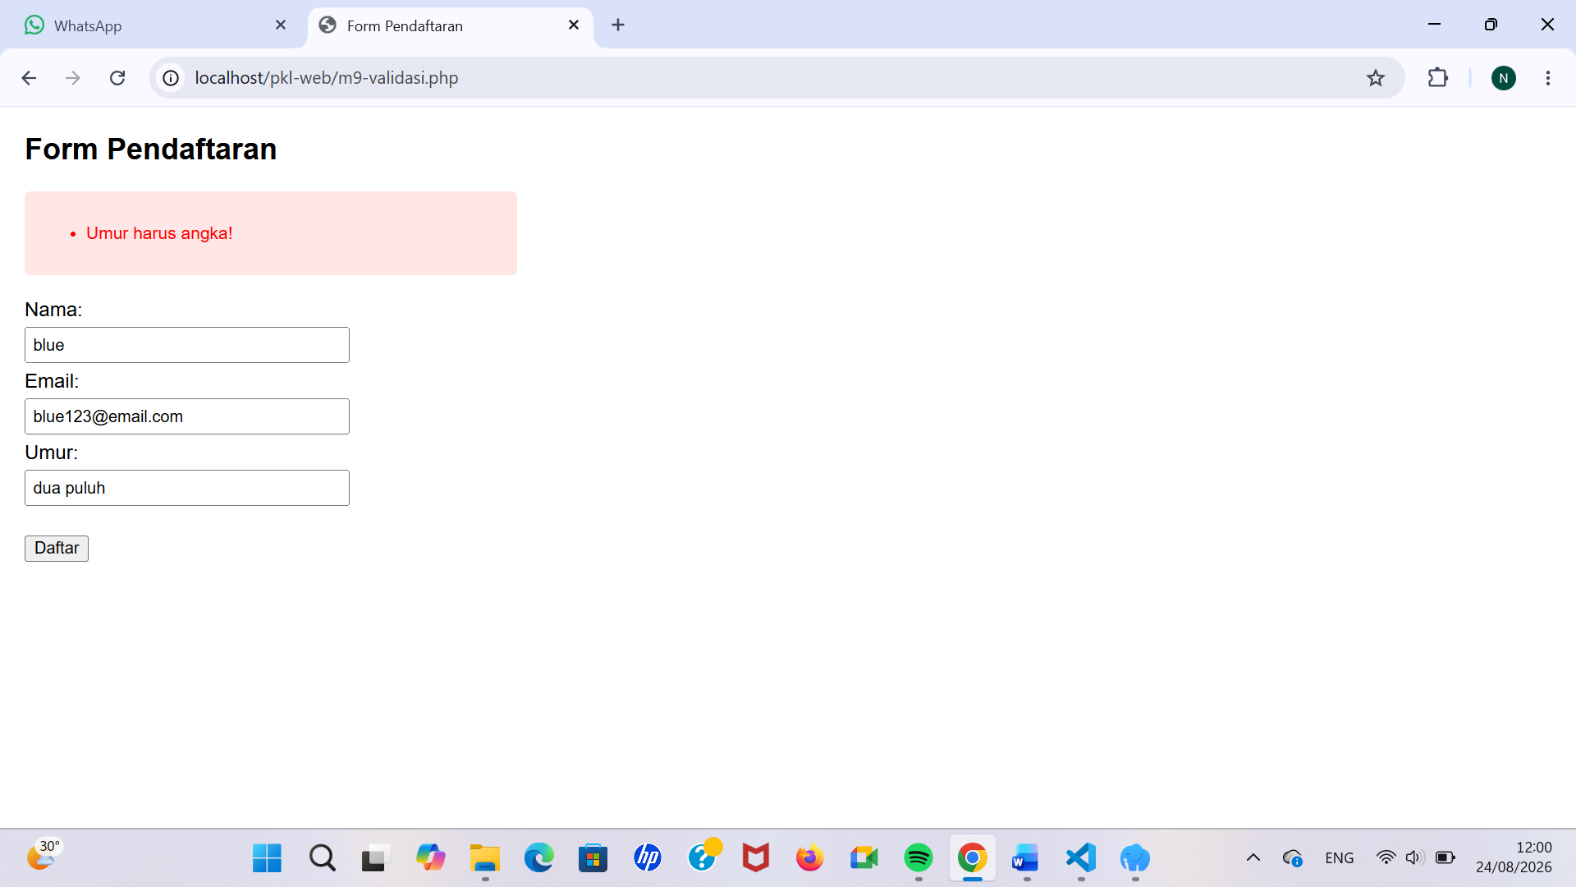 WhatsApp
Form Pendaftaran
localhost/pkl-web/m9-validasi.php
N
Form Pendaftaran
Umur harus angka!
Nama:
blue
Email:
blue123@email.com
Umur:
dua puluh
Daftar
30°
hp
?
W
ENG
12:00
24/08/2026